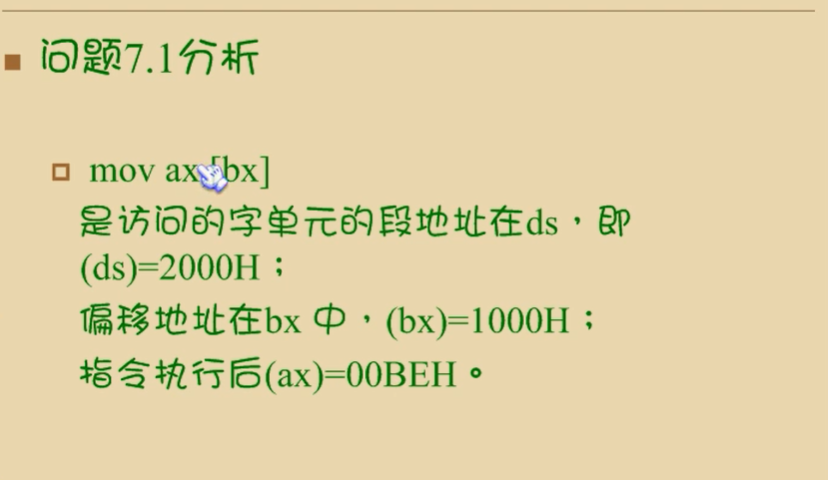 问题7.1分析
mov ax,[bx]
是访问的字单元的段地址在ds，即
(ds)=2000H；
偏移地址在bx 中，(bx)=1000H；
指令执行后(ax)=00BEH。